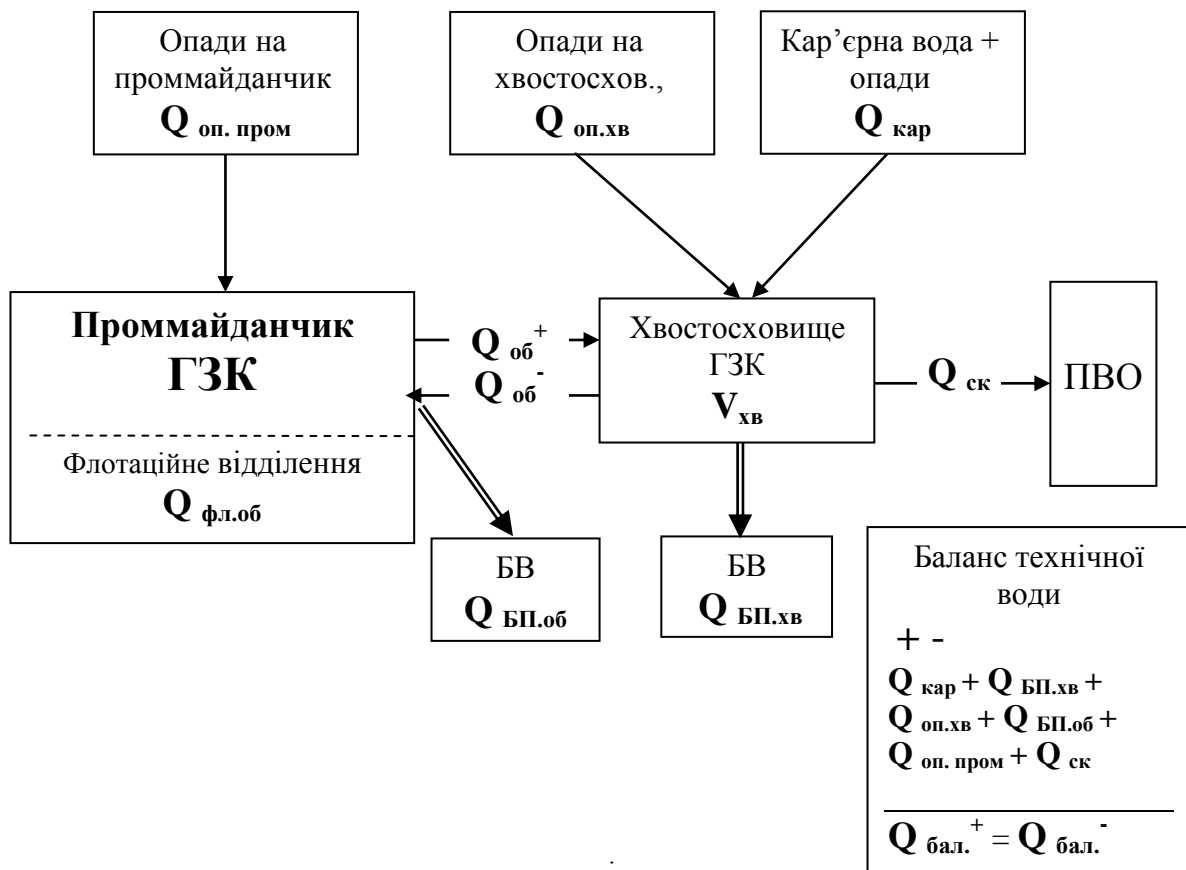 Опади на
проммайданчик
Q оп. пром
Опади на
хвостосхов.,
Q оп.хв
Кар’єрна вода +
опади
Q кар
Проммайданчик
ГЗК
Флотаційне відділення
Q фл.об
Q об+
Q об-
Хвостосховище
ГЗК
V хв
Q ск
ПВО
БВ
Q БП.об
БВ
Q БП.хв
Баланс технічної
води
+ -
Q кар + Q БП.хв +
Q оп.хв + Q БП.об +
Q оп. пром + Q ск
Q бал.+ = Q бал.-
.